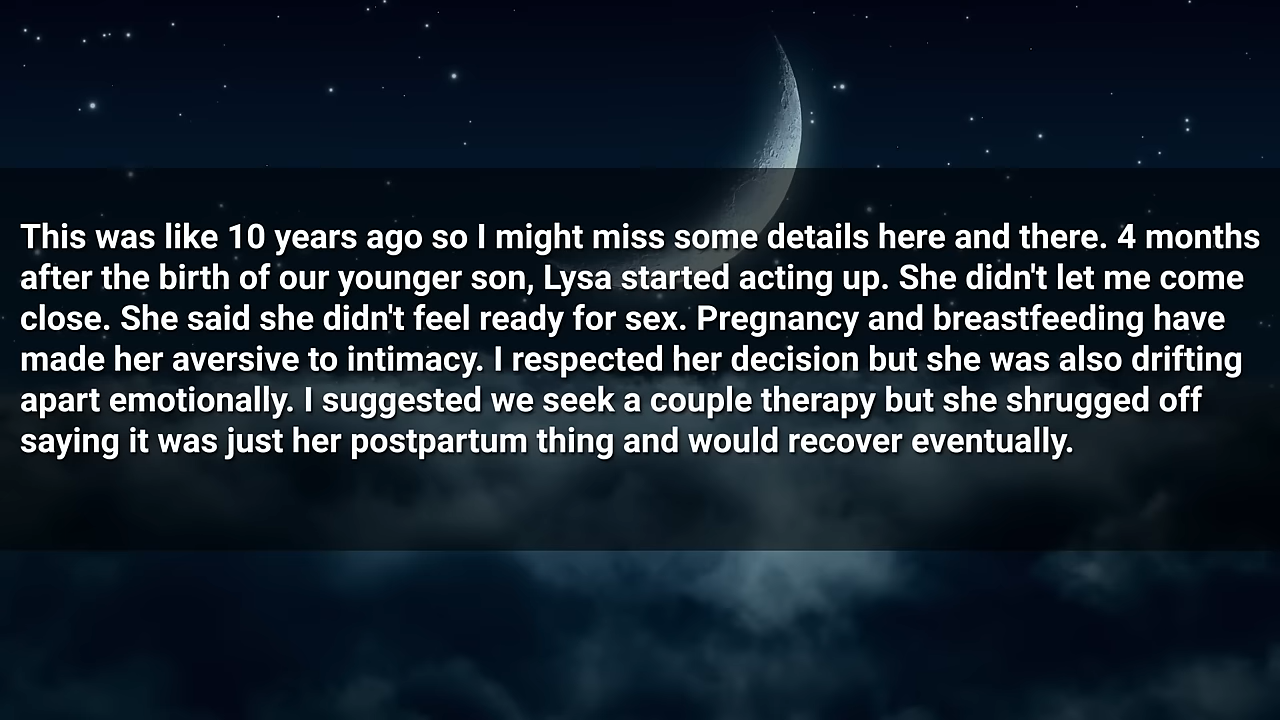 This was like 10 years ago so I might miss some details here and there. 4 months
after the birth of our younger son, Lysa started acting up. She didn't let me come
close. She said she didn't feel ready for sex. Pregnancy and breastfeeding have
made her aversive to intimacy. I respected her decision but she was also drifting
apart emotionally. I suggested we seek a couple therapy but she shrugged off
saying it was just her postpartum thing and would recover eventually.